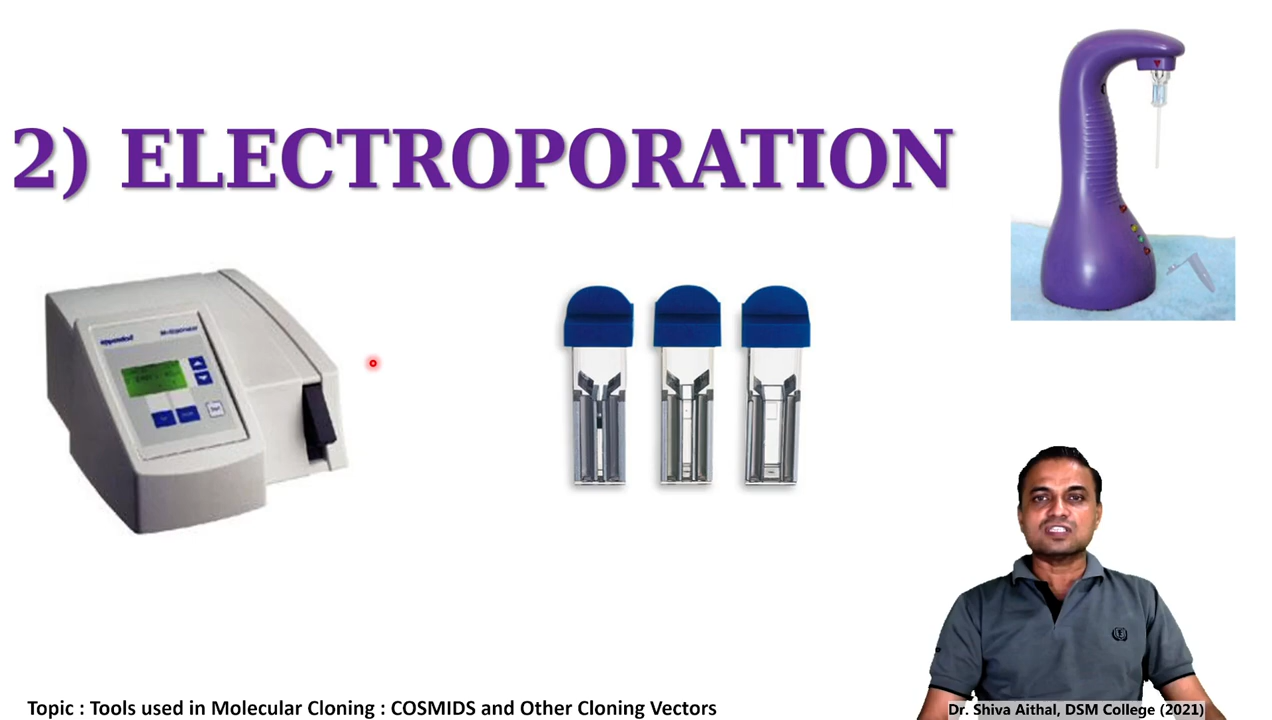 2) ELECTROPORATION
eppendorf
Topic : Tools used in Molecular Cloning : COSMIDS and Other Cloning Vectors
Dr. Shiva Aithal, DSM College (2021)